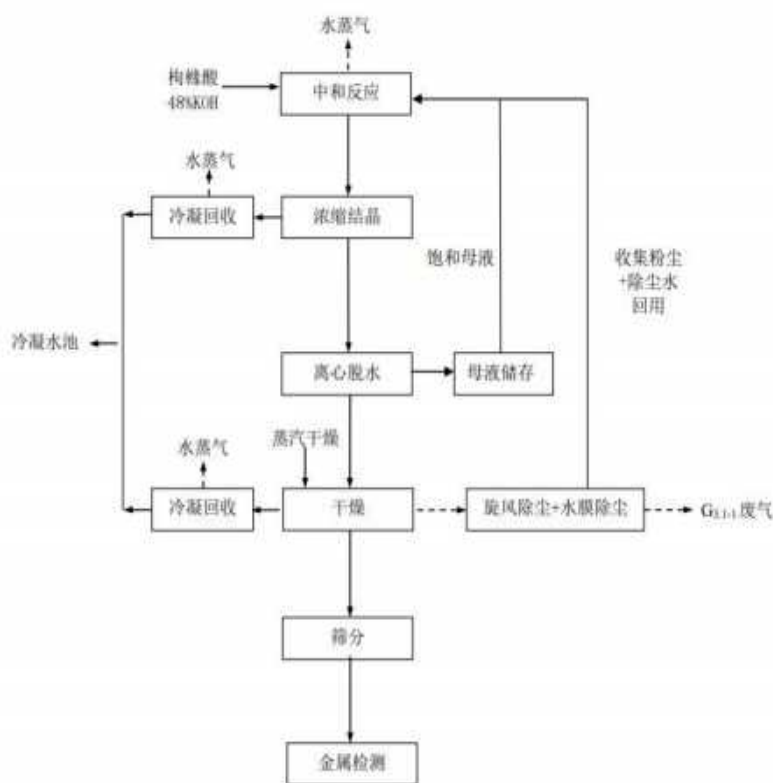 水蒸气
枸橼酸
48%KOH
中和反应
水蒸气
冷凝回收
浓缩结晶
饱和母液
收集粉尘
+除尘水
回用
冷凝水池
离心脱水
母液储存
蒸汽干燥
水蒸气
冷凝回收
干燥
旋风除尘+水膜除尘
G3.1-1废气
筛分
金属检测